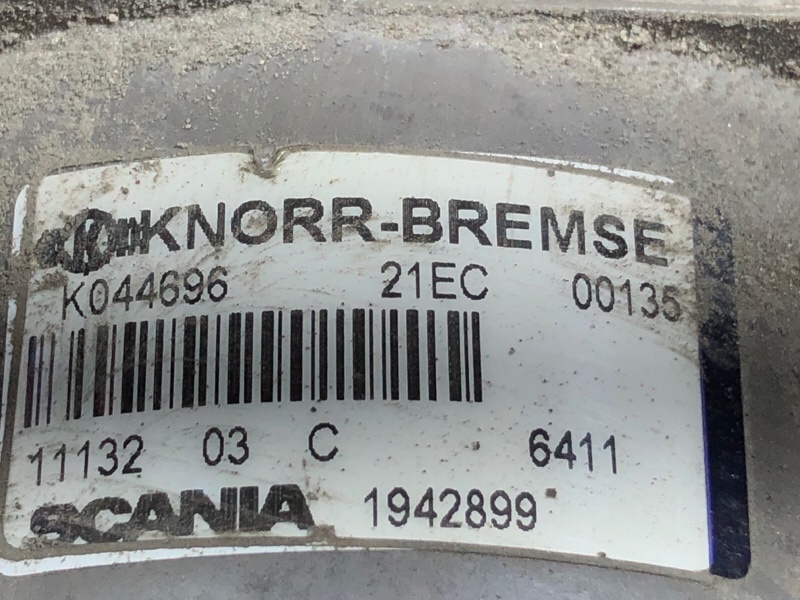 KNORR-BREMSE
K044696 21EC 00135
11132 03 C 6411
SCANIA 1942899